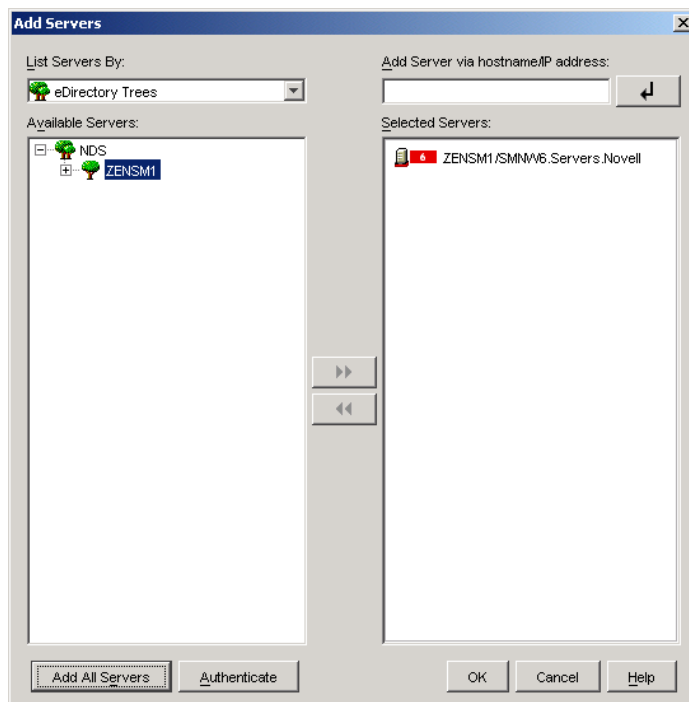 Add Servers
List Servers By:
eDirectory Trees
Available Servers:
NDS
ZENSM1
Add Server via hostname/IP address:
Selected Servers:
6 ZENSM1/SMNW6.Servers.Novell
Add All Servers
Authenticate
OK
Cancel
Help